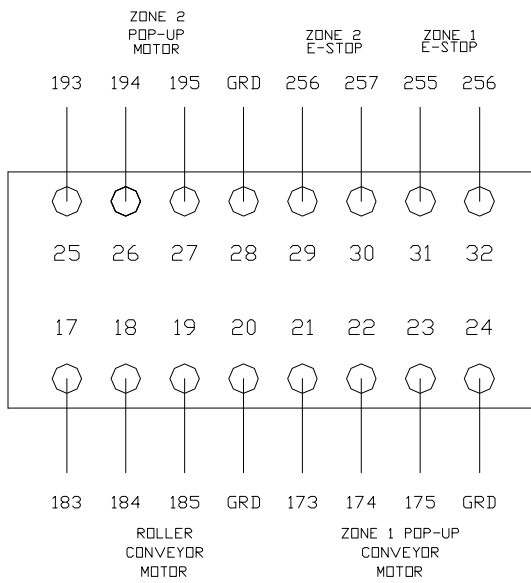 ZONE 2
POP-UP
MOTOR
ZONE 2
E-STOP
ZONE 1
E-STOP
193 194 195 GRD 256 257 255 256
25 26 27 28 29 30 31 32
17 18 19 20 21 22 23 24
183 184 185 GRD 173 174 175 GRD
ROLLER
CONVEYOR
MOTOR
ZONE 1 POP-UP
CONVEYOR
MOTOR